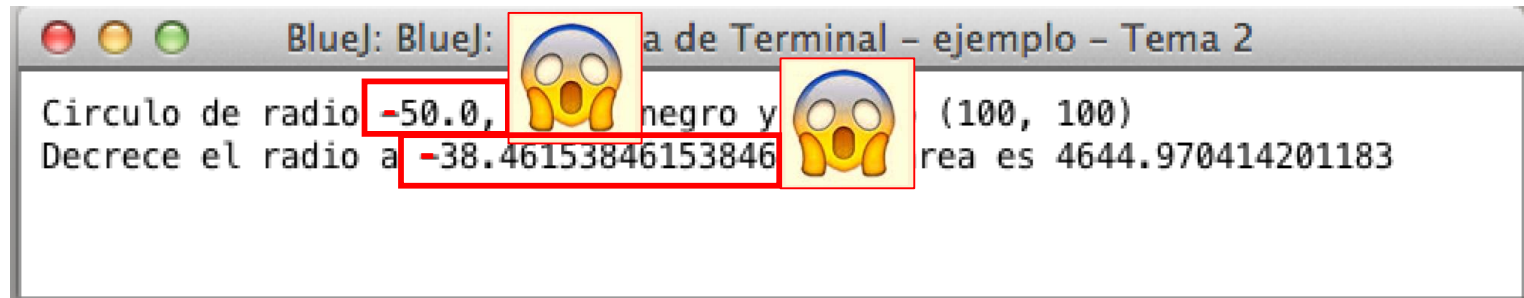 BlueJ: BlueJ: a de Terminal – ejemplo – Tema 2
Circulo de radio -50.0, negro y (100, 100)
Decrece el radio a -38.46153846153846 rea es 4644.970414201183